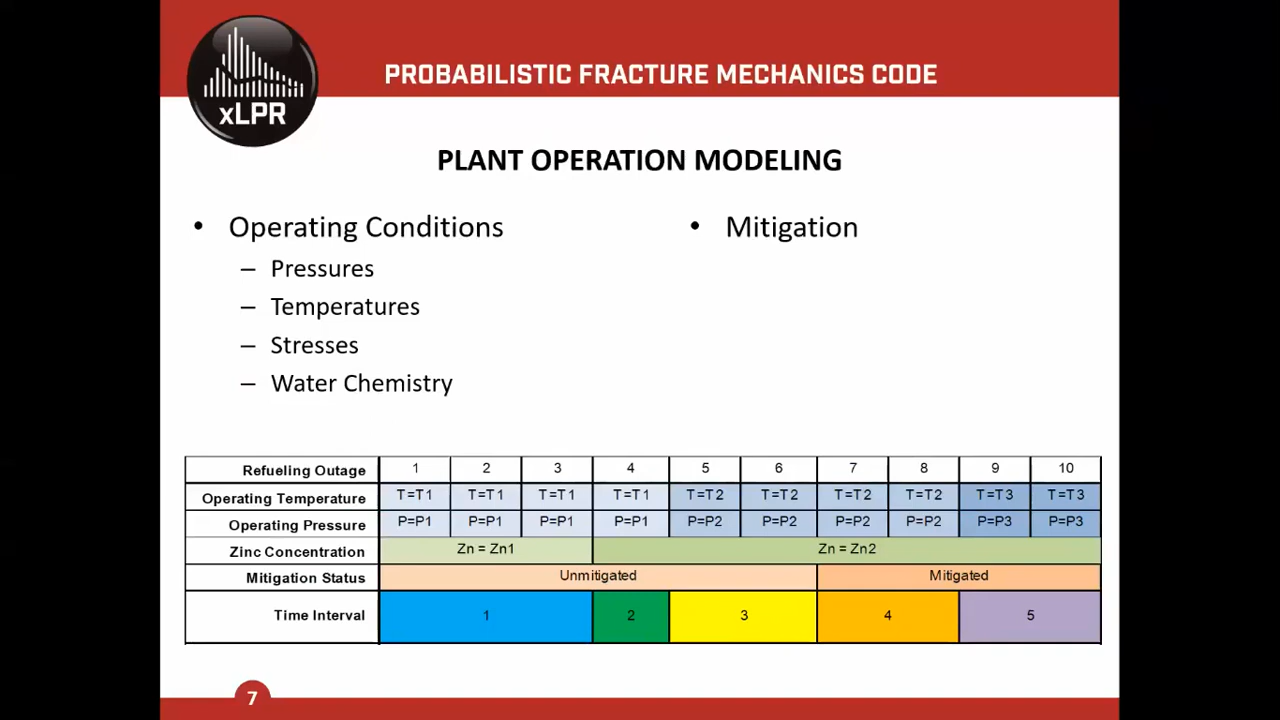 xLPR
PROBABILISTIC FRACTURE MECHANICS CODE
PLANT OPERATION MODELING
• Operating Conditions
– Pressures
– Temperatures
– Stresses
– Water Chemistry
• Mitigation
Refueling Outage 1 2 3 4 5 6 7 8 9 10
Operating Temperature T=T1 T=T1 T=T1 T=T1 T=T2 T=T2 T=T2 T=T2 T=T3 T=T3
Operating Pressure P=P1 P=P1 P=P1 P=P1 P=P2 P=P2 P=P2 P=P2 P=P3 P=P3
Zinc Concentration Zn = Zn1 Zn = Zn2
Mitigation Status Unmitigated Mitigated
Time Interval 1 2 3 4 5
7